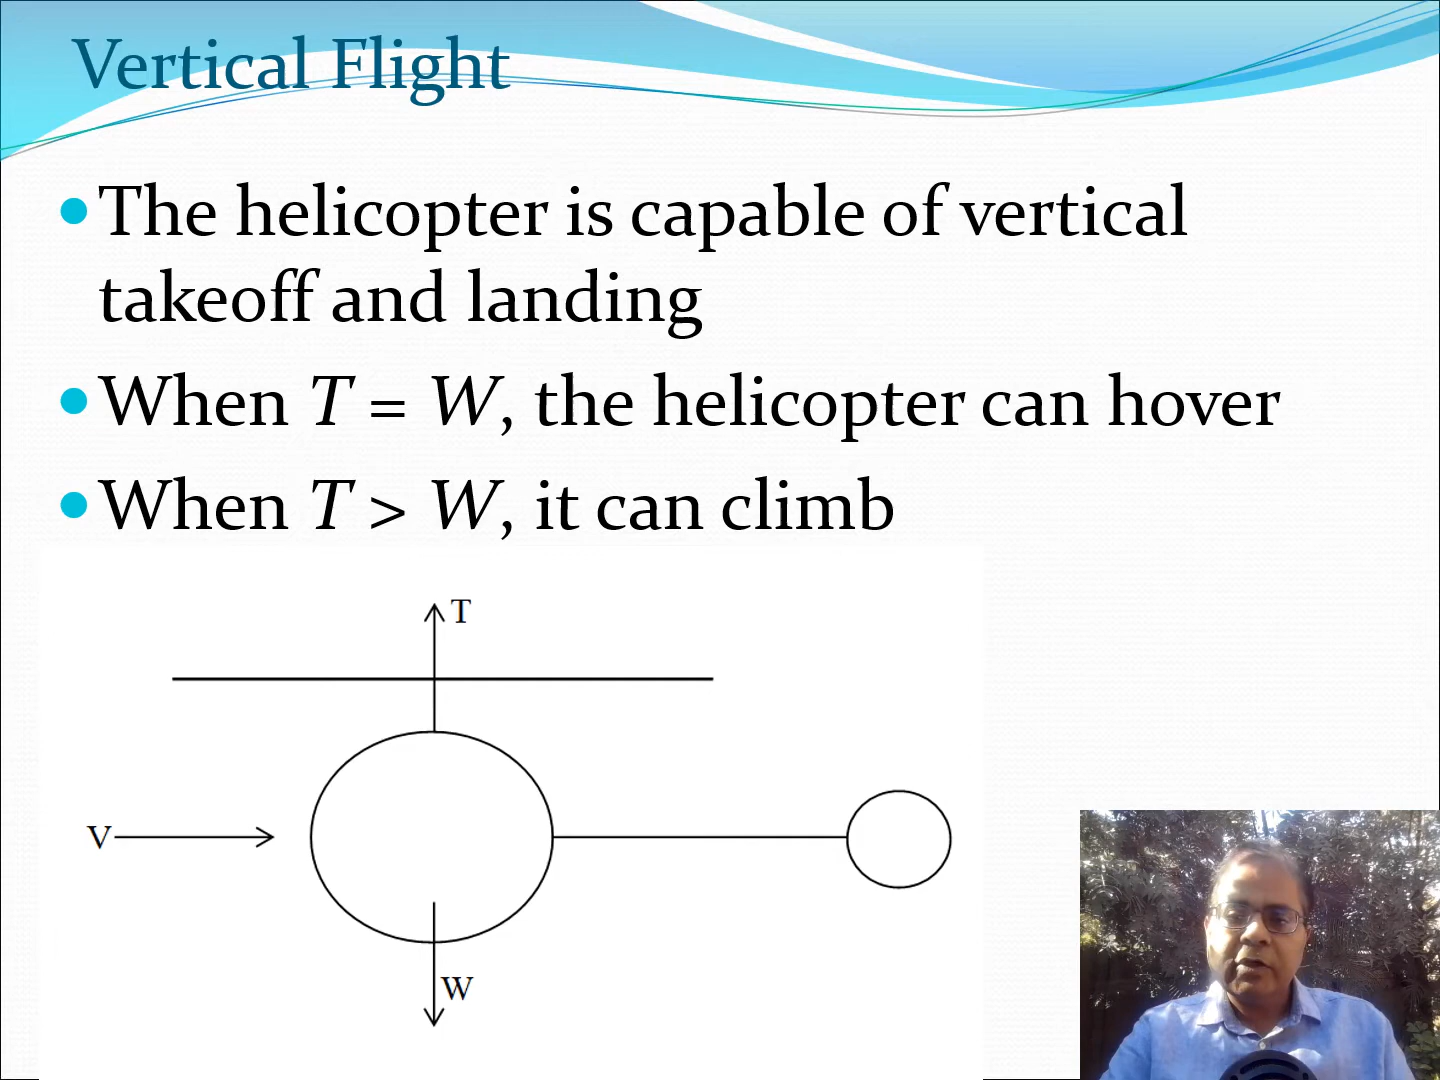 Vertical Flight
The helicopter is capable of vertical
takeoff and landing
When T = W, the helicopter can hover
When T > W, it can climb
T
V
W